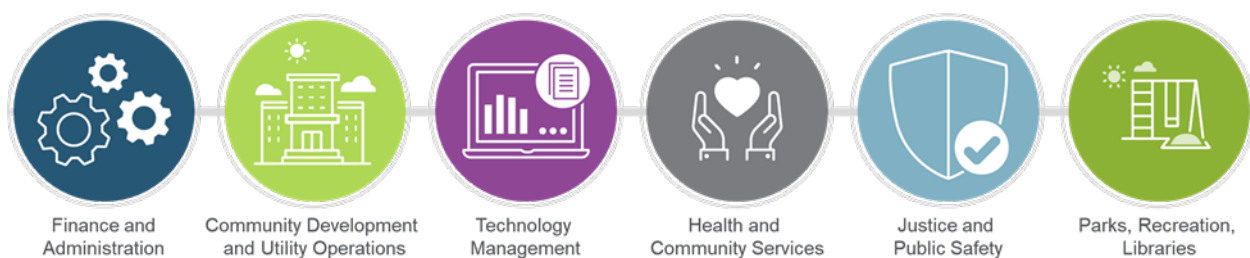 Finance and
Administration
Community Development
and Utility Operations
Technology
Management
Health and
Community Services
Justice and
Public Safety
Parks, Recreation,
Libraries